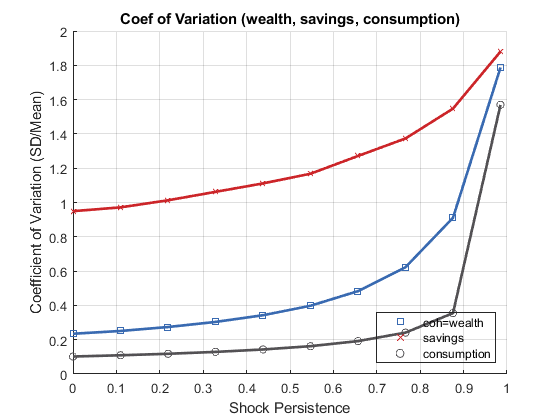 Coef of Variation (wealth, savings, consumption)
Coefficient of Variation (SD/Mean)
2
1.8
1.6
1.4
1.2
1
0.8
0.6
0.4
0.2
0
coh=wealth
savings
consumption
0 0.1 0.2 0.3 0.4 0.5 0.6 0.7 0.8 0.9 1
Shock Persistence